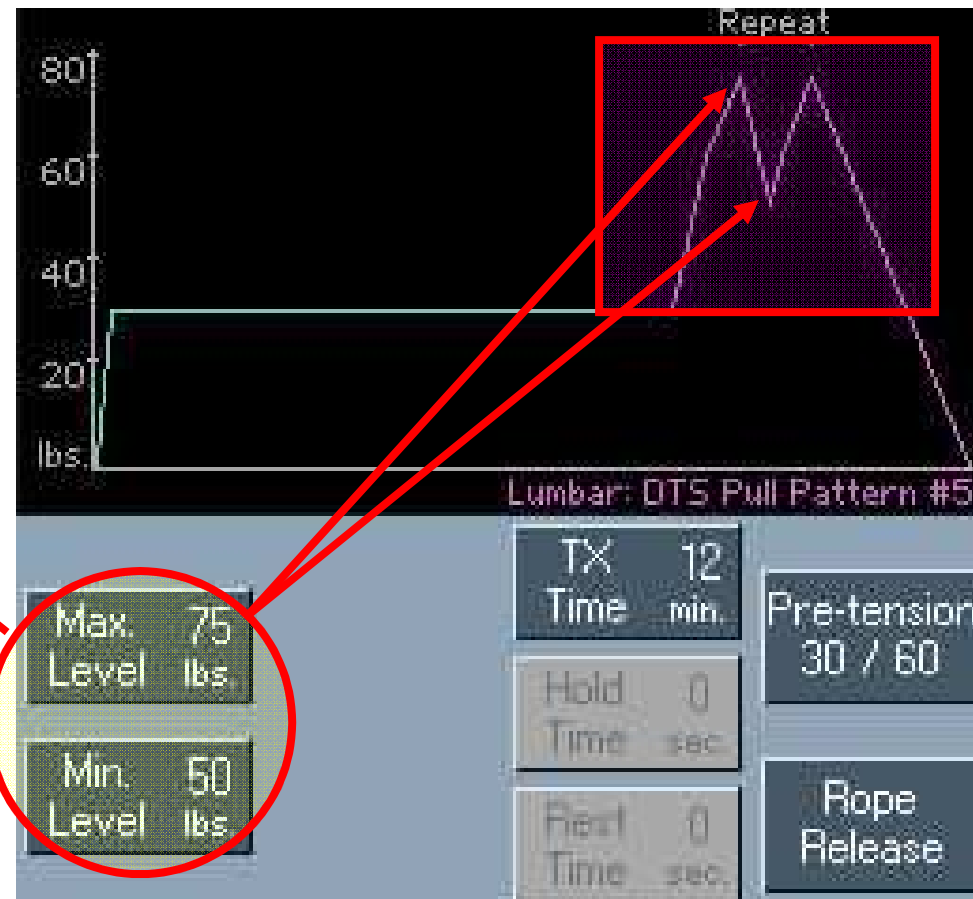 Repeat
80
60
40
20
lbs.
Lumbar: DTS Pull Pattern #5
Max. 75
Level lbs.
Min. 50
Level lbs.
TX 12
Time min.
Hold 0
Time sec.
Rest 0
Time sec.
Pre-tension
30 / 60
Rope
Release